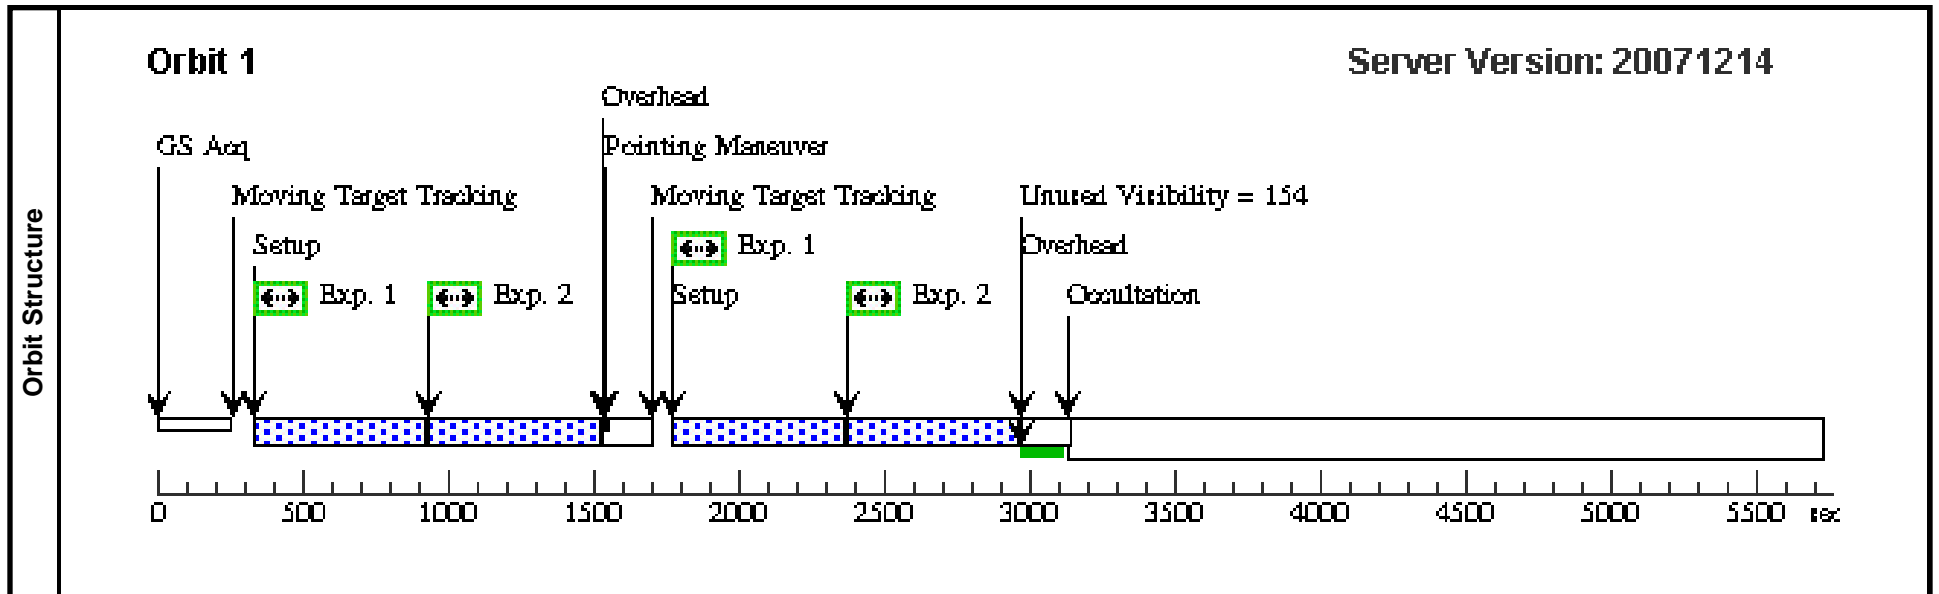 Orbit Structure
Orbit 1
Server Version: 20071214
Overhead
GS Acq
Pointing Maneuver
Moving Target Tracking
Moving Target Tracking
Unused Visibility = 154
Setup
Exp. 1
Overhead
Exp. 1
Exp. 2
Setup
Exp. 2
Occultation
0 500 1000 1500 2000 2500 3000 3500 4000 4500 5000 5500 sec